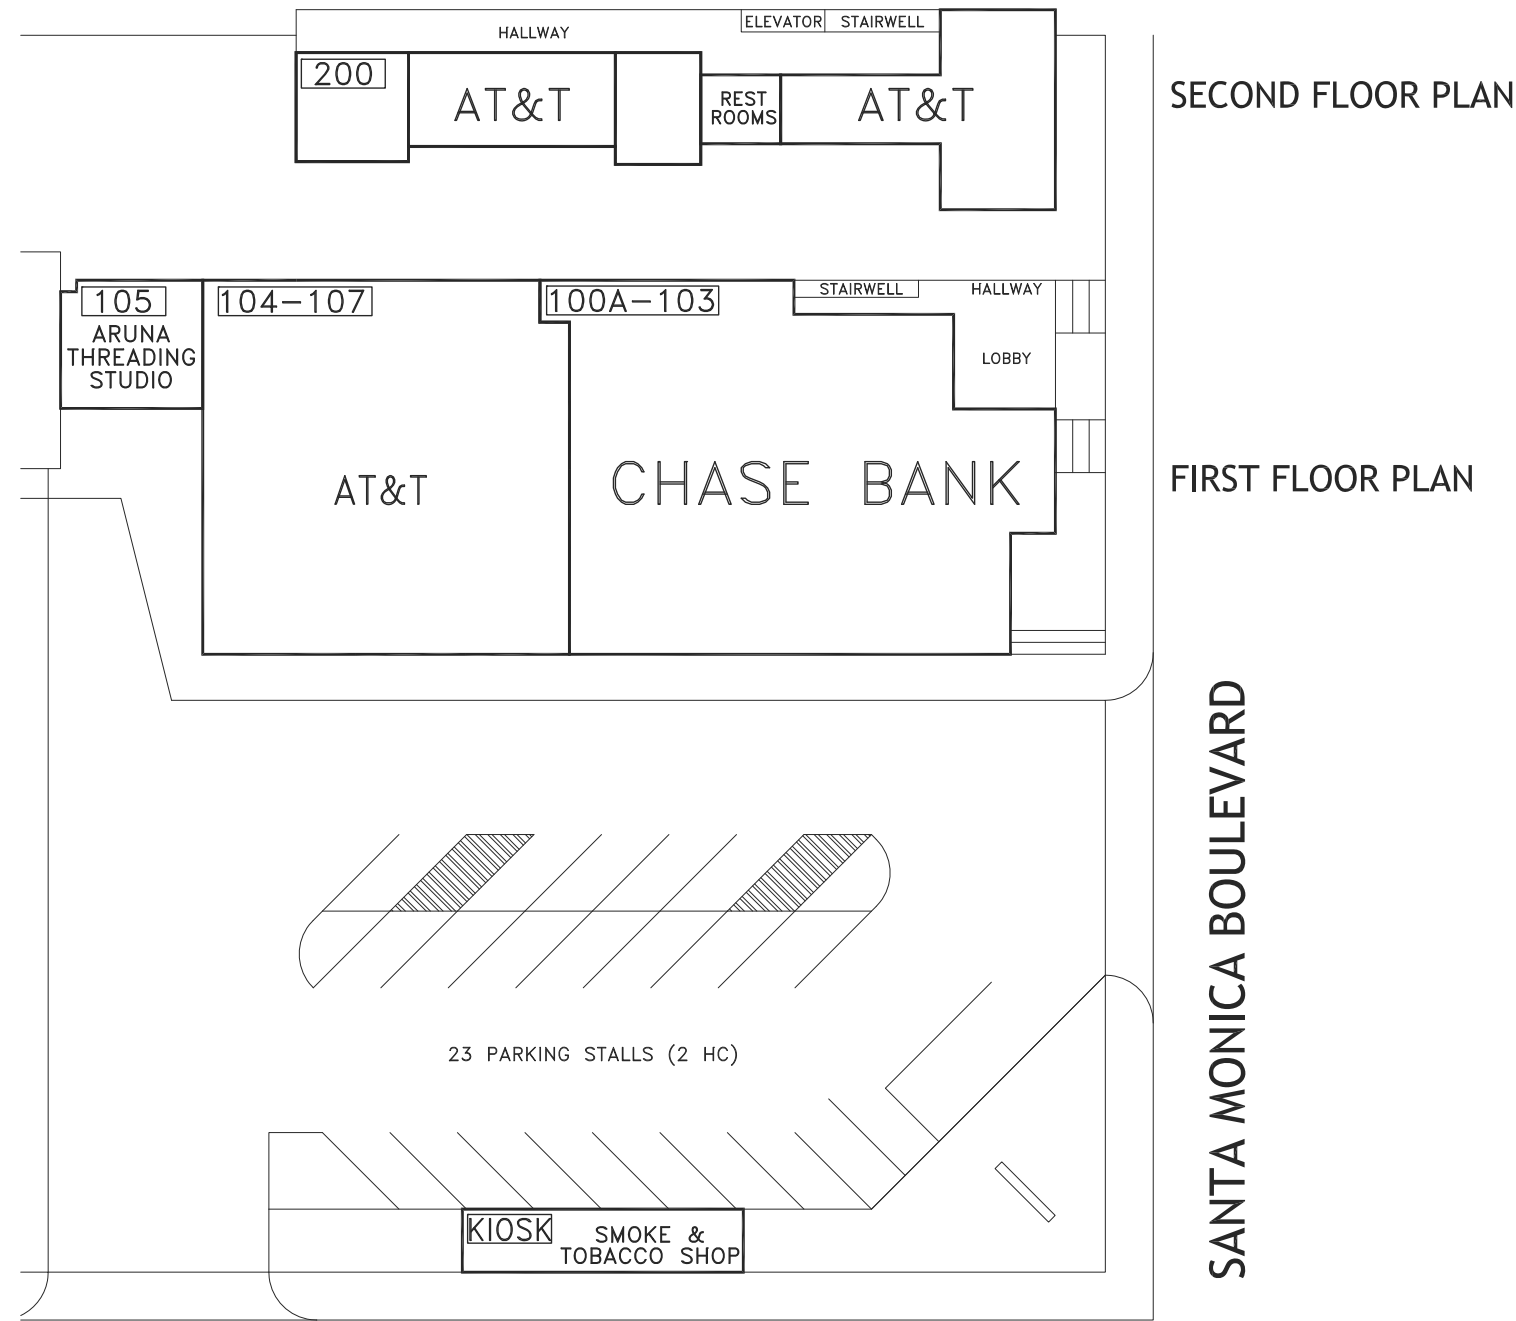 HALLWAY
ELEVATOR
STAIRWELL
200
AT&T
REST
ROOMS
AT&T
SECOND FLOOR PLAN
105
ARUNA
THREADING
STUDIO
104-107
AT&T
100A-103
CHASE BANK
STAIRWELL
HALLWAY
LOBBY
FIRST FLOOR PLAN
SANTA MONICA BOULEVARD
23 PARKING STALLS (2 HC)
KIOSK
SMOKE &
TOBACCO SHOP